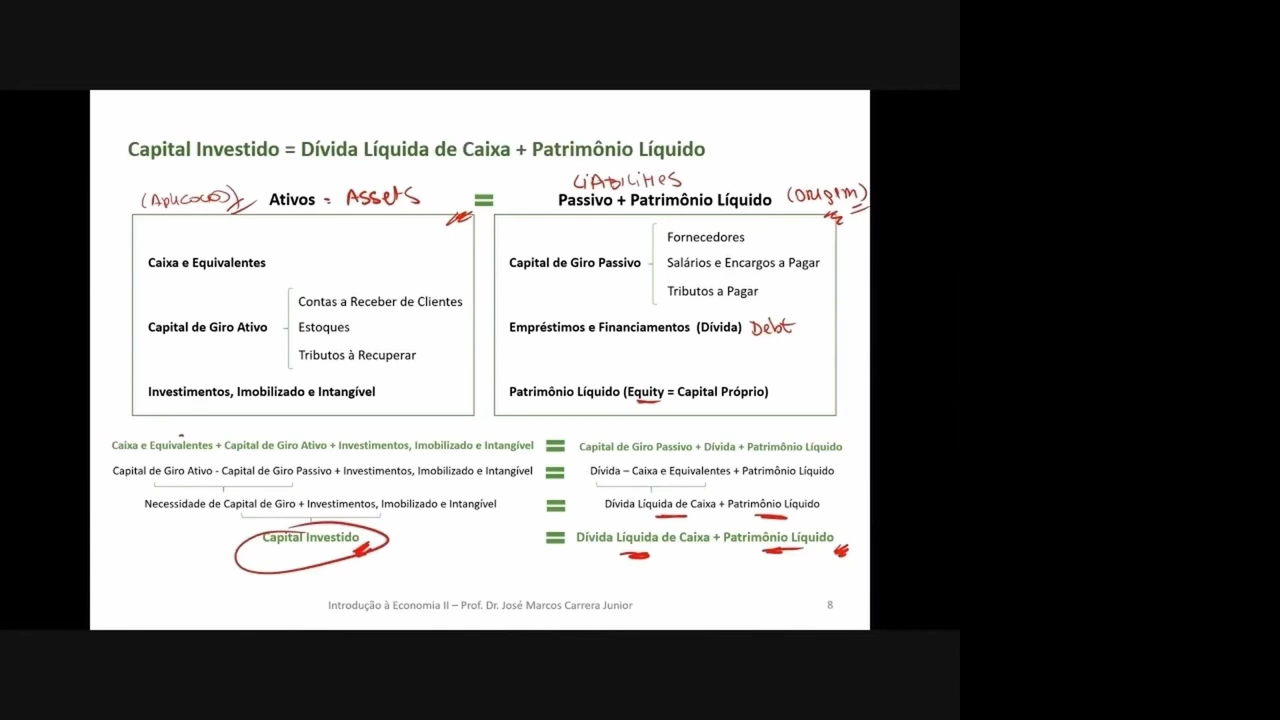 Capital Investido = Dívida Líquida de Caixa + Patrimônio Líquido
LIABILITIES
Ativos = Assets = Passivo + Patrimônio Líquido (Origem)
Caixa e Equivalentes
Capital de Giro Ativo
Contas a Receber de Clientes
Estoques
Tributos à Recuperar
Investimentos, Imobilizado e Intangível
Capital de Giro Passivo
Fornecedores
Salários e Encargos a Pagar
Tributos a Pagar
Empréstimos e Financiamentos (Dívida) Debt
Patrimônio Líquido (Equity = Capital Próprio)
Caixa e Equivalentes + Capital de Giro Ativo + Investimentos, Imobilizado e Intangível = Capital de Giro Passivo + Dívida + Patrimônio Líquido
Capital de Giro Ativo - Capital de Giro Passivo + Investimentos, Imobilizado e Intangível = Dívida – Caixa e Equivalentes + Patrimônio Líquido
Necessidade de Capital de Giro + Investimentos, Imobilizado e Intangível = Dívida Líquida de Caixa + Patrimônio Líquido
Capital Investido = Dívida Líquida de Caixa + Patrimônio Líquido
Introdução à Economia II – Prof. Dr. José Marcos Carrera Junior 8